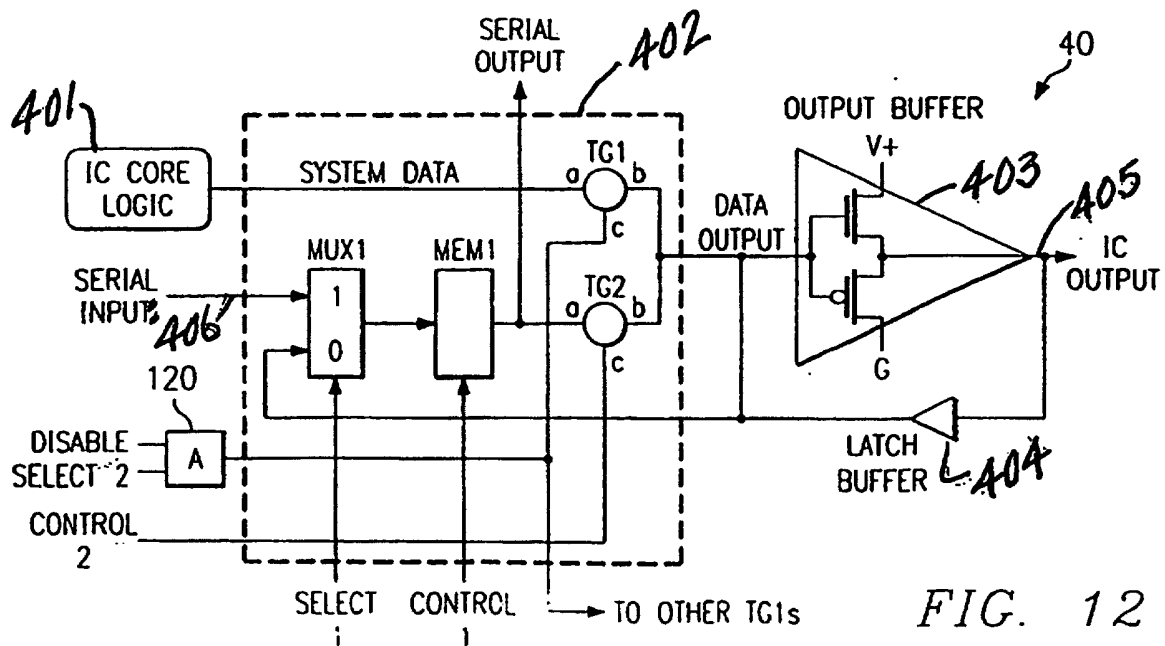 SERIAL
OUTPUT
402
40
401
OUTPUT BUFFER
V+
IC CORE
LOGIC
SYSTEM DATA
TG1
a
b
c
403
405
DATA
OUTPUT
IC
OUTPUT
MUX1
MEM1
SERIAL
INPUT
406
1
0
TG2
a
b
c
G
120
DISABLE
SELECT 2
A
LATCH
BUFFER
404
CONTROL
2
SELECT
1
CONTROL
1
TO OTHER TG1s
FIG. 12